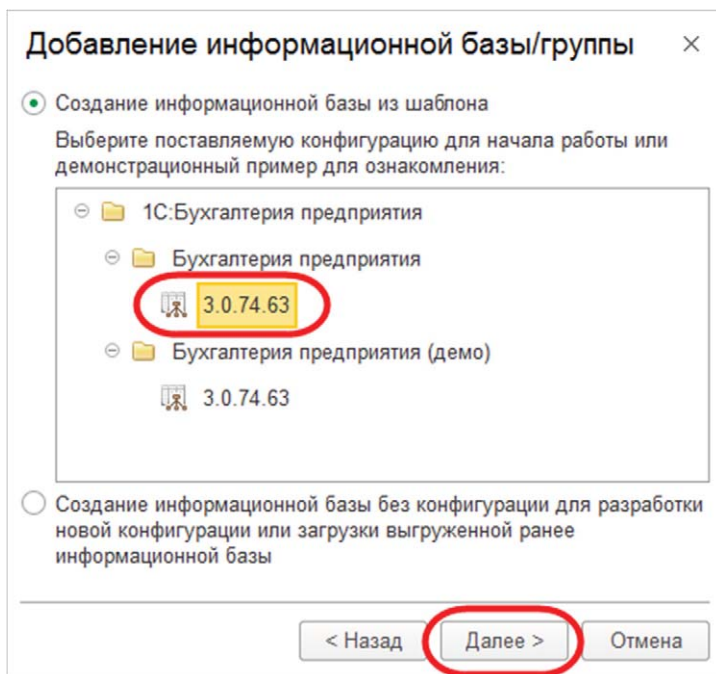 Добавление информационной базы/группы
Создание информационной базы из шаблона
Выберите поставляемую конфигурацию для начала работы или
демонстрационный пример для ознакомления:
1С:Бухгалтерия предприятия
Бухгалтерия предприятия
3.0.74.63
Бухгалтерия предприятия (демо)
3.0.74.63
Создание информационной базы без конфигурации для разработки
новой конфигурации или загрузки выгруженной ранее
информационной базы
< Назад Далее > Отмена